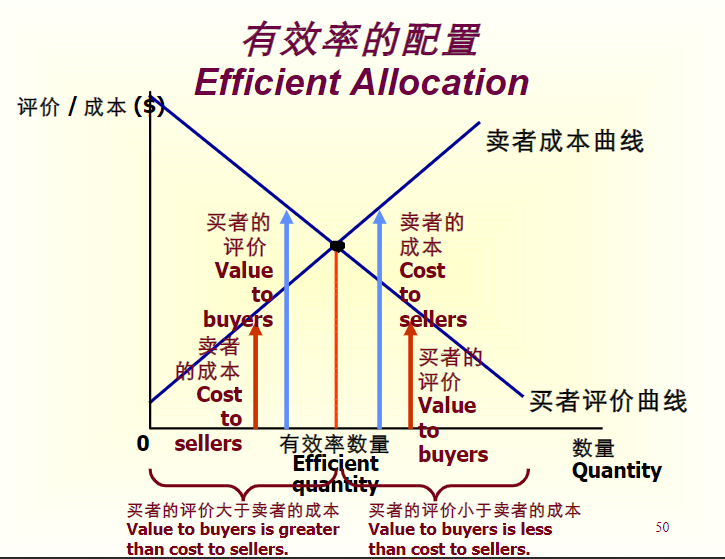 有效率的配置
Efficient Allocation
评价 / 成本 ($)
卖者成本曲线
买者的
评价
Value
to
buyers
卖者的
成本
Cost
to
sellers
卖者
的成本
Cost
to
sellers
买者的
评价
Value
to
buyers
买者评价曲线
0
有效率数量
Efficient
quantity
数量
Quantity
买者的评价大于卖者的成本
Value to buyers is greater
than cost to sellers.
买者的评价小于卖者的成本
Value to buyers is less
than cost to sellers.
50